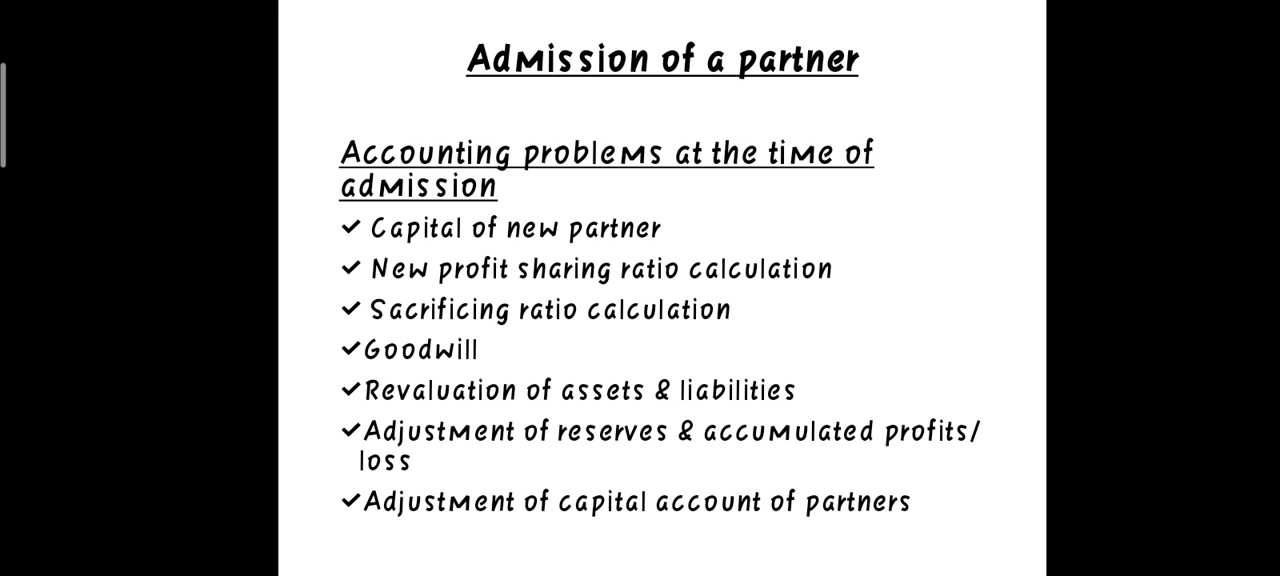 Admission of a partner
Accounting problems at the time of
admission
✓ Capital of new partner
✓ New profit sharing ratio calculation
✓ Sacrificing ratio calculation
✓Goodwill
✓Revaluation of assets & liabilities
✓Adjustment of reserves & accumulated profits/
loss
✓Adjustment of capital account of partners